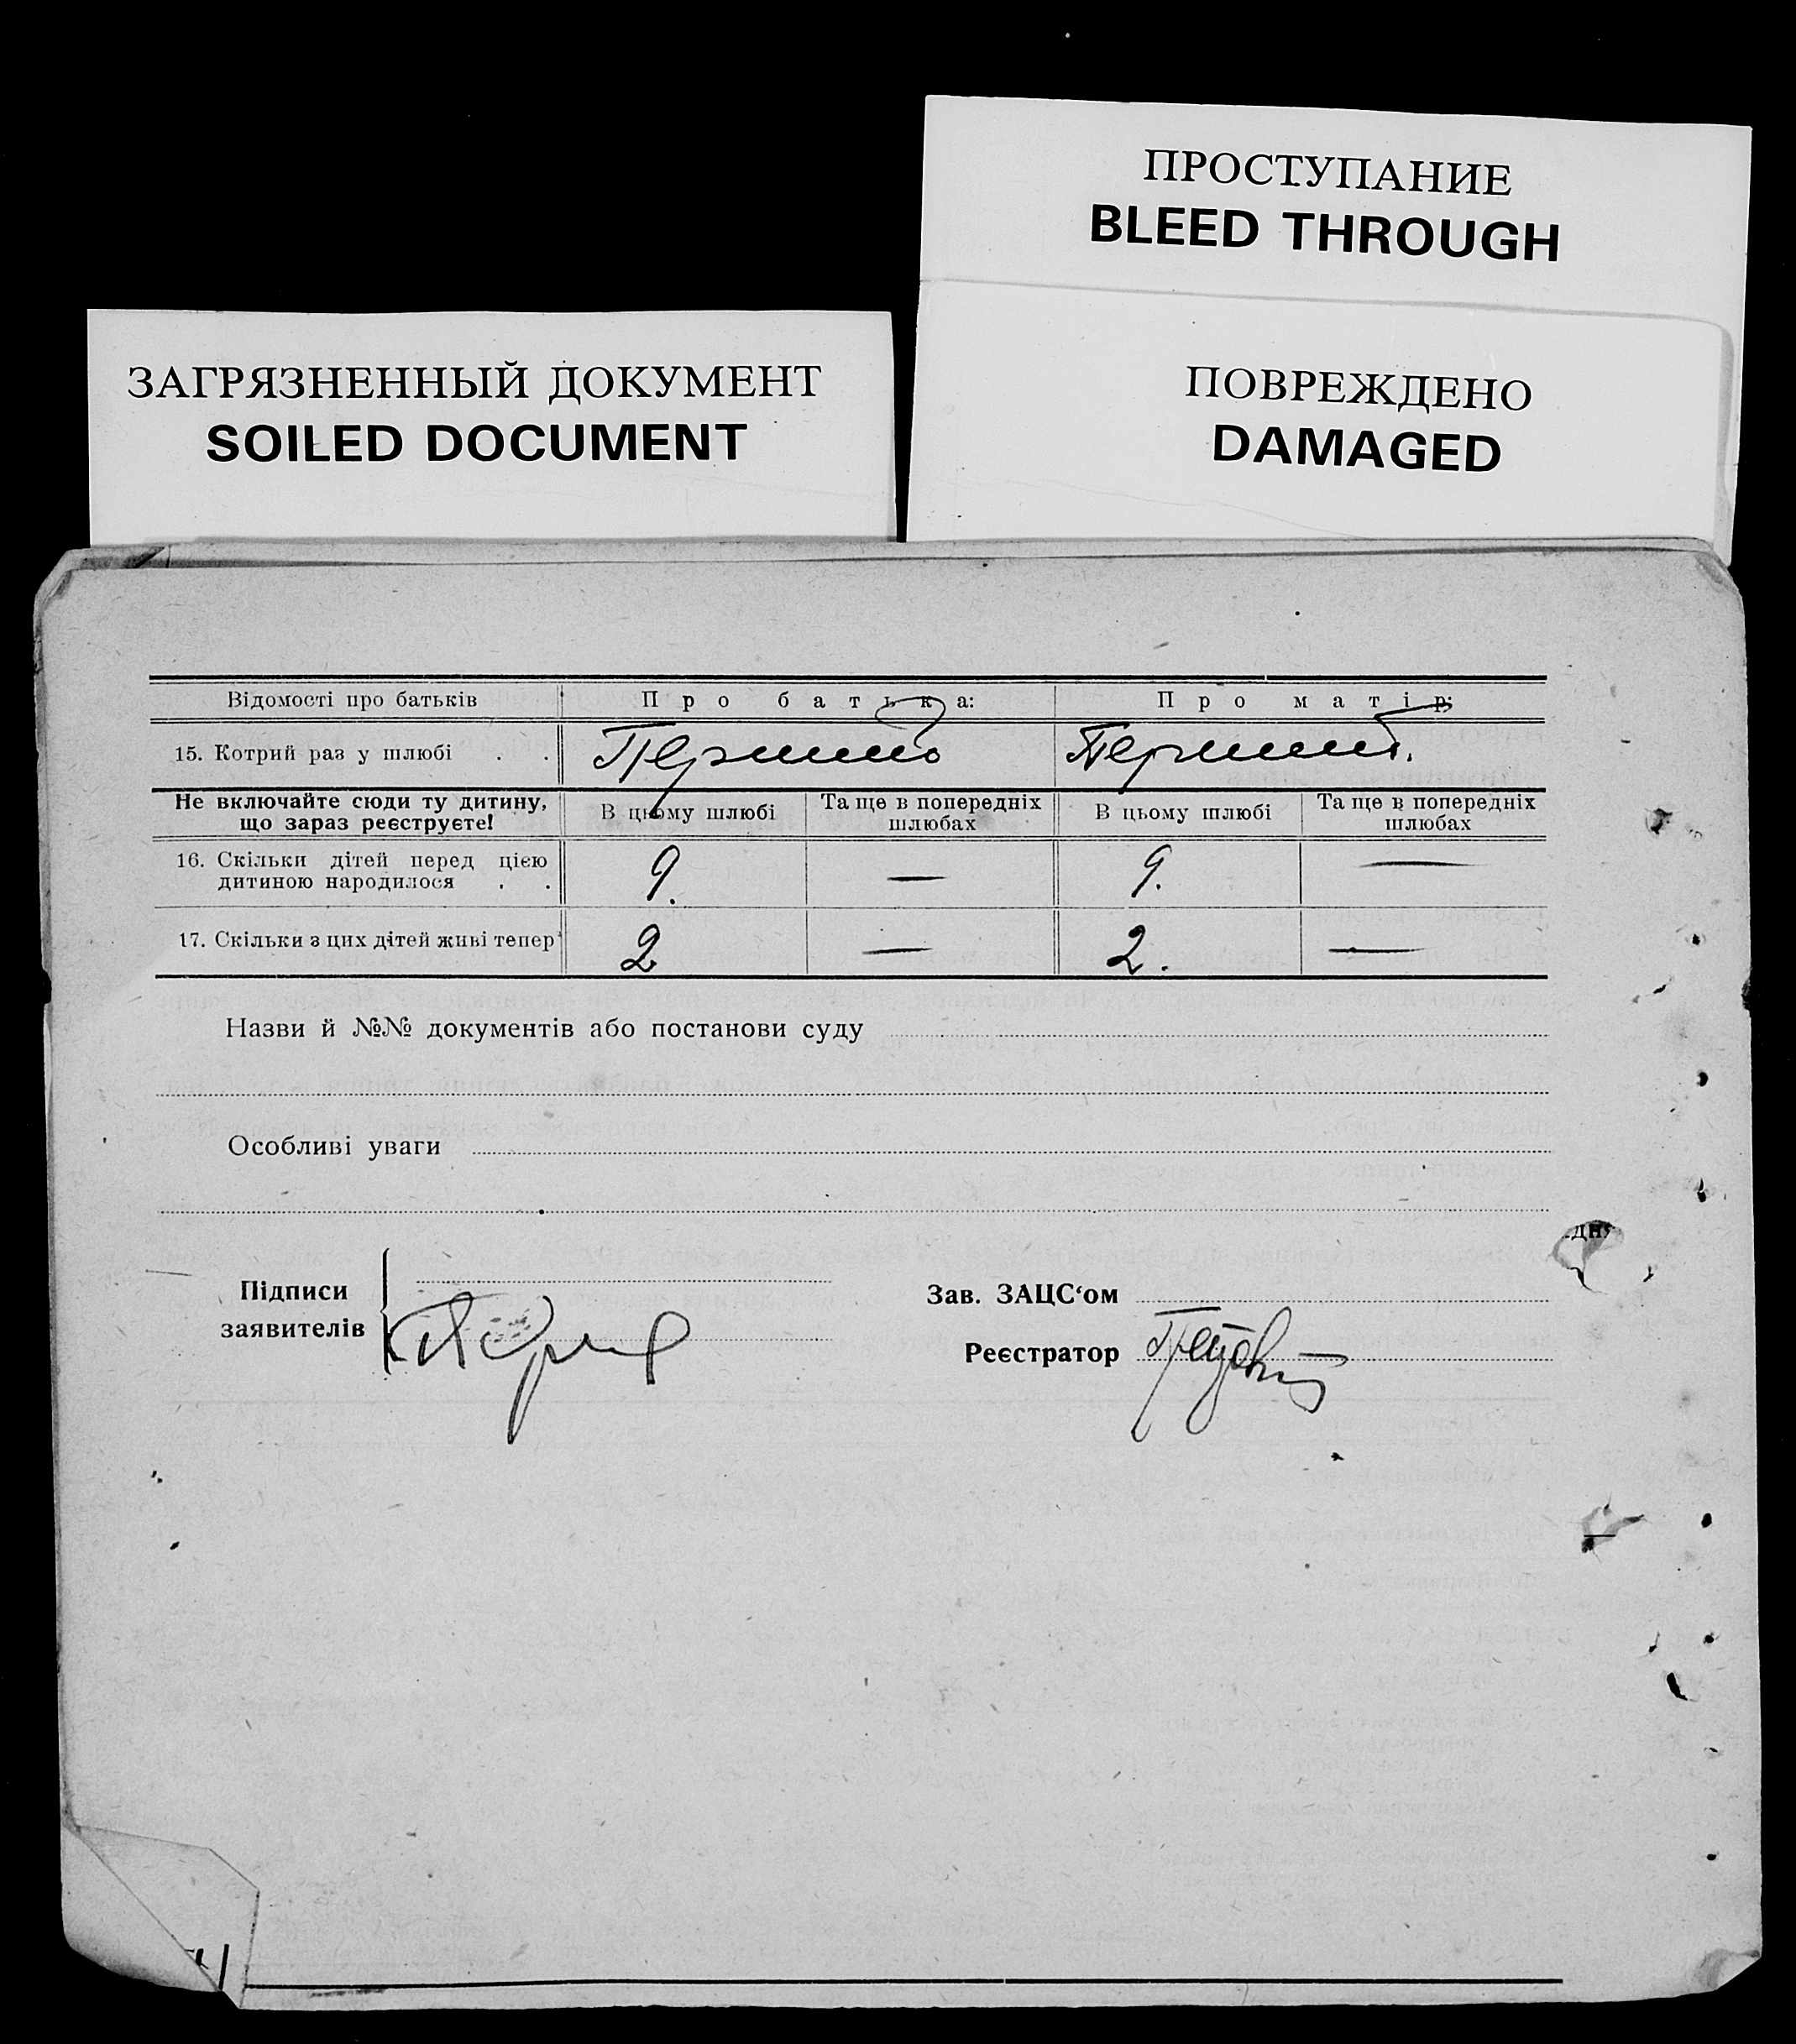 ПРОСТУПАНИЕ
BLEED THROUGH
ЗАГРЯЗНЕННЫЙ ДОКУМЕНТ
SOILED DOCUMENT
ПОВРЕЖДЕНО
DAMAGED
Відомості про батьків Про батька: Про матір:
15. Котрий раз у шлюбі . .
Не включайте сюди ту дитину, що зараз реєструєте!
В цьому шлюбі
Та ще в попередніх шлюбах
В цьому шлюбі
Та ще в попередніх шлюбах
16. Скільки дітей перед цією
дитиною народилося . . 9. — 9. —
17. Скільки з цих дітей живі тепер 2 — 2. —
Назви й №№ документів або постанови суду
Особливі уваги
Підписи
заявителів
Зав. ЗАЦС'ом
Реєстратор